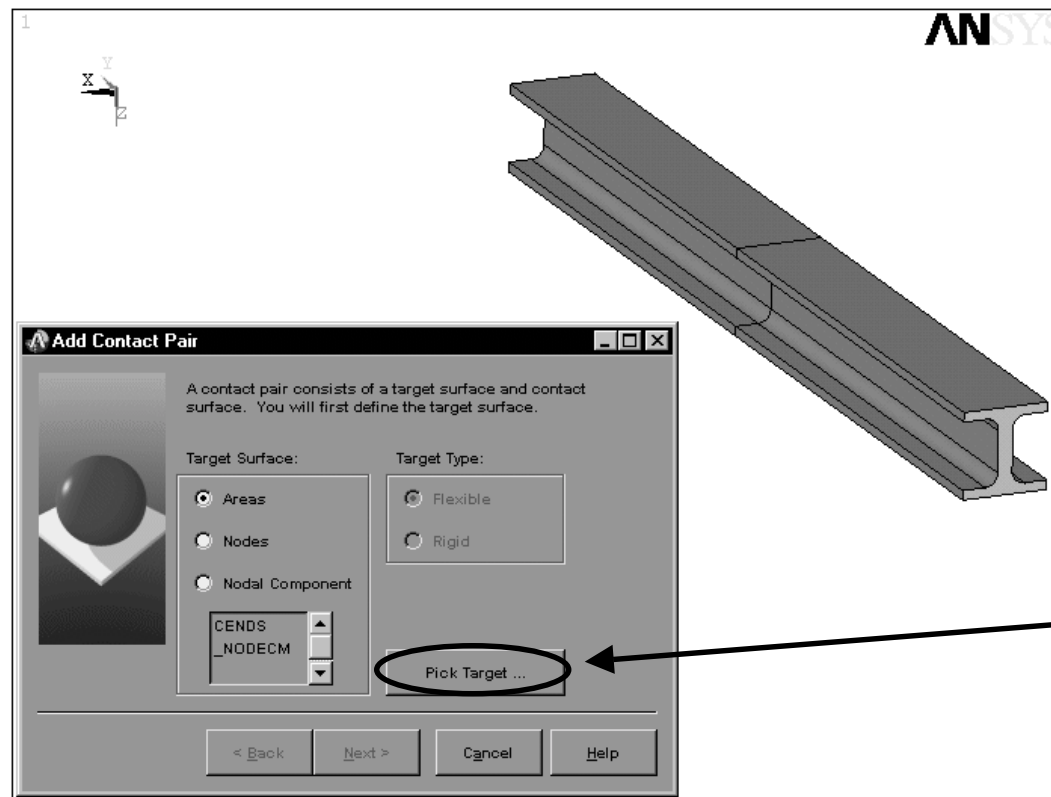 1
ANSYS
Y
X
Z
Add Contact Pair
A contact pair consists of a target surface and contact
surface. You will first define the target surface.
Target Surface:
Target Type:
Areas
Flexible
Nodes
Rigid
Nodal Component
CENDS
_NODECM
Pick Target ...
< Back
Next >
Cancel
Help